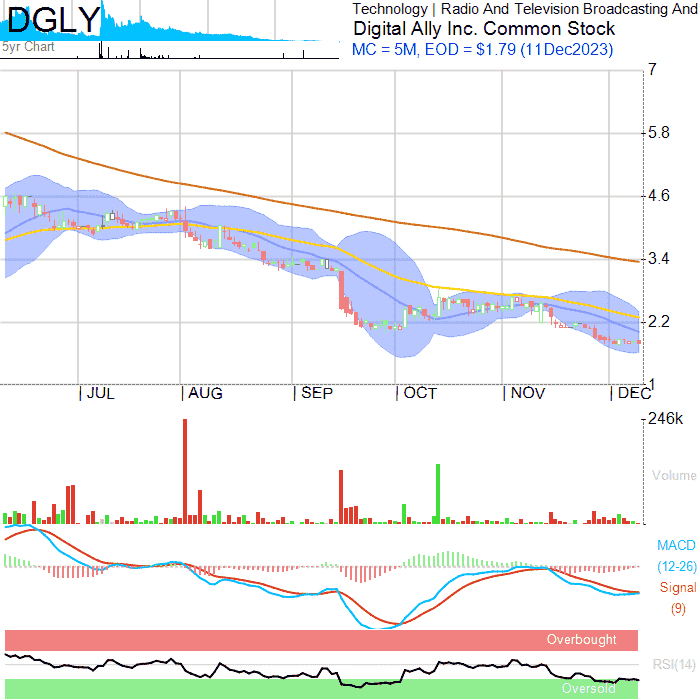 DGLY
5yr Chart
Technology | Radio And Television Broadcasting And
Digital Ally Inc. Common Stock
MC = 5M, EOD = $1.79 (11Dec2023)
7
5.8
4.6
3.4
2.2
1
JUL AUG SEP OCT NOV DEC
246k
Volume
MACD
(12-26)
Signal
(9)
Overbought
RSI(14)
Oversold